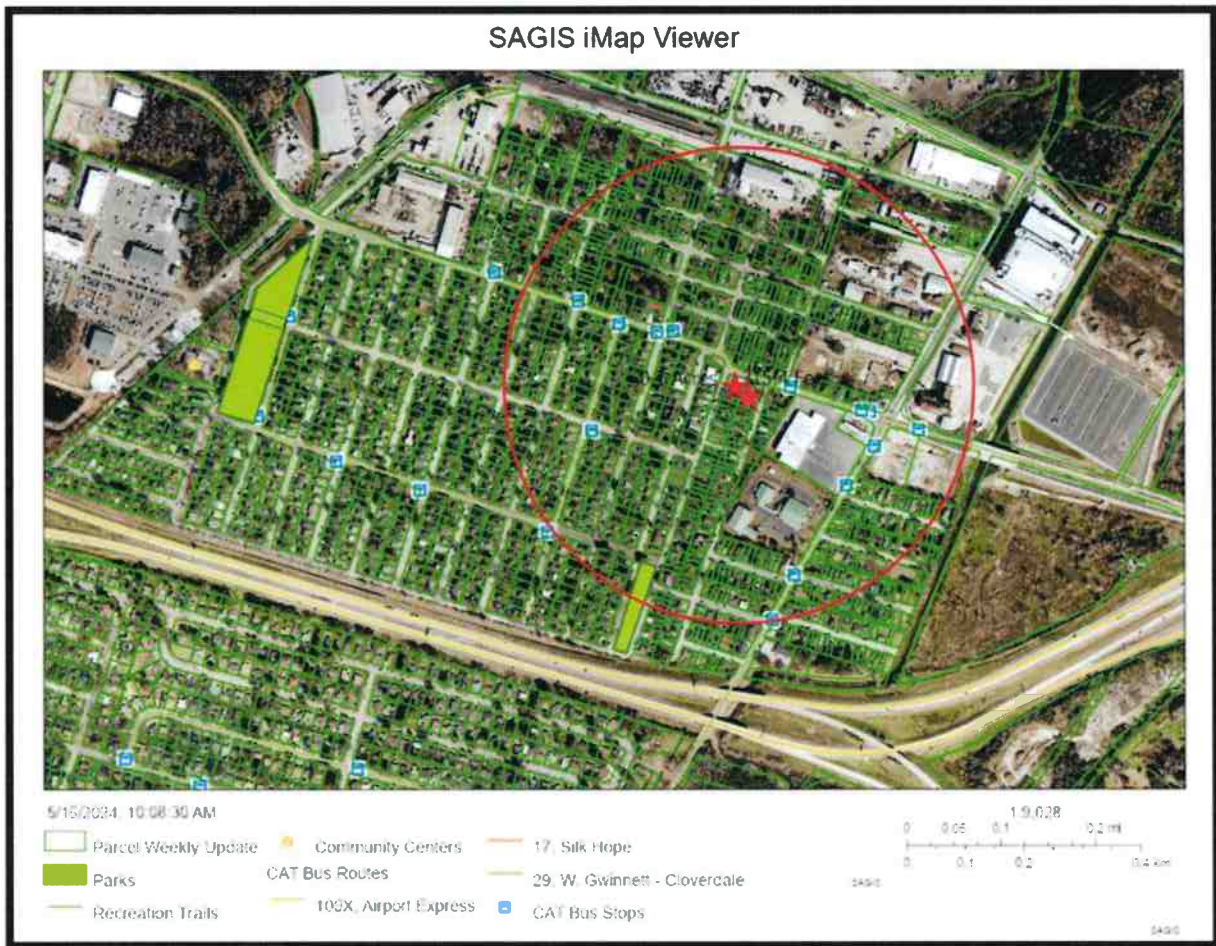 SAGIS iMap Viewer
5/15/2024, 10:08:30 AM
Parcel Weekly Update
Parks
Recreation Trails
Community Centers
CAT Bus Routes
103X, Airport Express
17, Silk Hope
29, W. Gwinnett - Cloverdale
CAT Bus Stops
1:9,028
0 0.05 0.1 0.2 mi
0 0.1 0.2 0.4 km
SAGIS
SAGIS